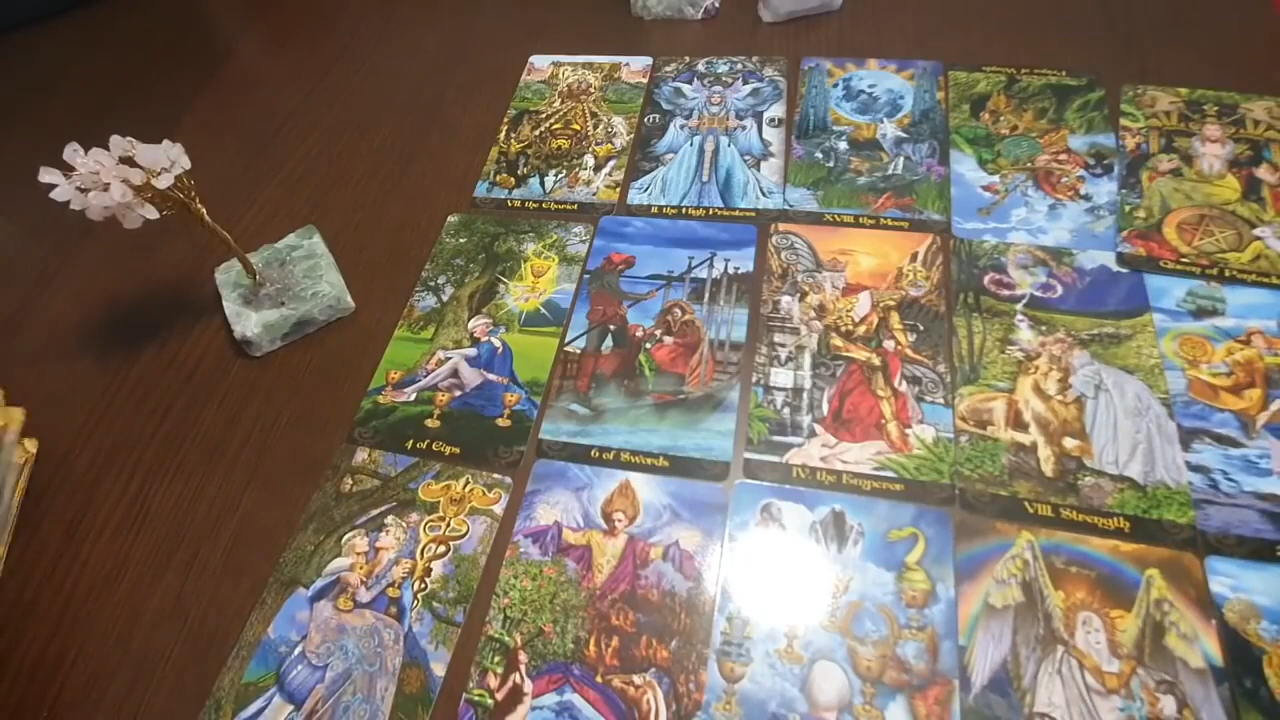 VII. the Chariot
II. the High Priestess
XVIII. the Moon
Queen of
4 of Cups
6 of Swords
IV. the Emperor
VIII. Strength